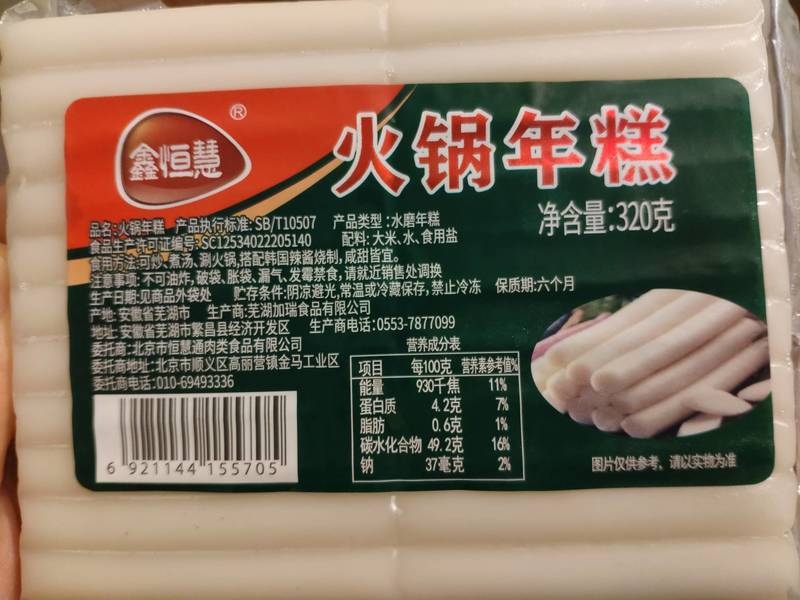 鑫恒慧®
火锅年糕
净含量:320克
品名:火锅年糕 产品执行标准:SB/T10507 产品类型:水磨年糕
食品生产许可证编号:SC12534022205140 配料:大米、水、食用盐
食用方法:可炒、煮汤、涮火锅,搭配韩国辣酱烧制,咸甜皆宜。
注意事项:不可油炸,破袋、胀袋、漏气、发霉禁食,请就近销售处调换
生产日期:见商品外袋处 贮存条件:阴凉避光,常温或冷藏保存,禁止冷冻 保质期:六个月
产地:安徽省芜湖市 生产商:芜湖加瑞食品有限公司
地址:安徽省芜湖市繁昌县经济开发区 生产商电话:0553-7877099
委托商:北京市恒慧通肉类食品有限公司
委托商地址:北京市顺义区高丽营镇金马工业区
委托商电话:010-69493336
营养成分表
项目 每100克 营养素参考值%
能量 930千焦 11%
蛋白质 4.2克 7%
脂肪 0.6克 1%
碳水化合物 49.2克 16%
钠 37毫克 2%
6 921144 155705
图片仅供参考,请以实物为准